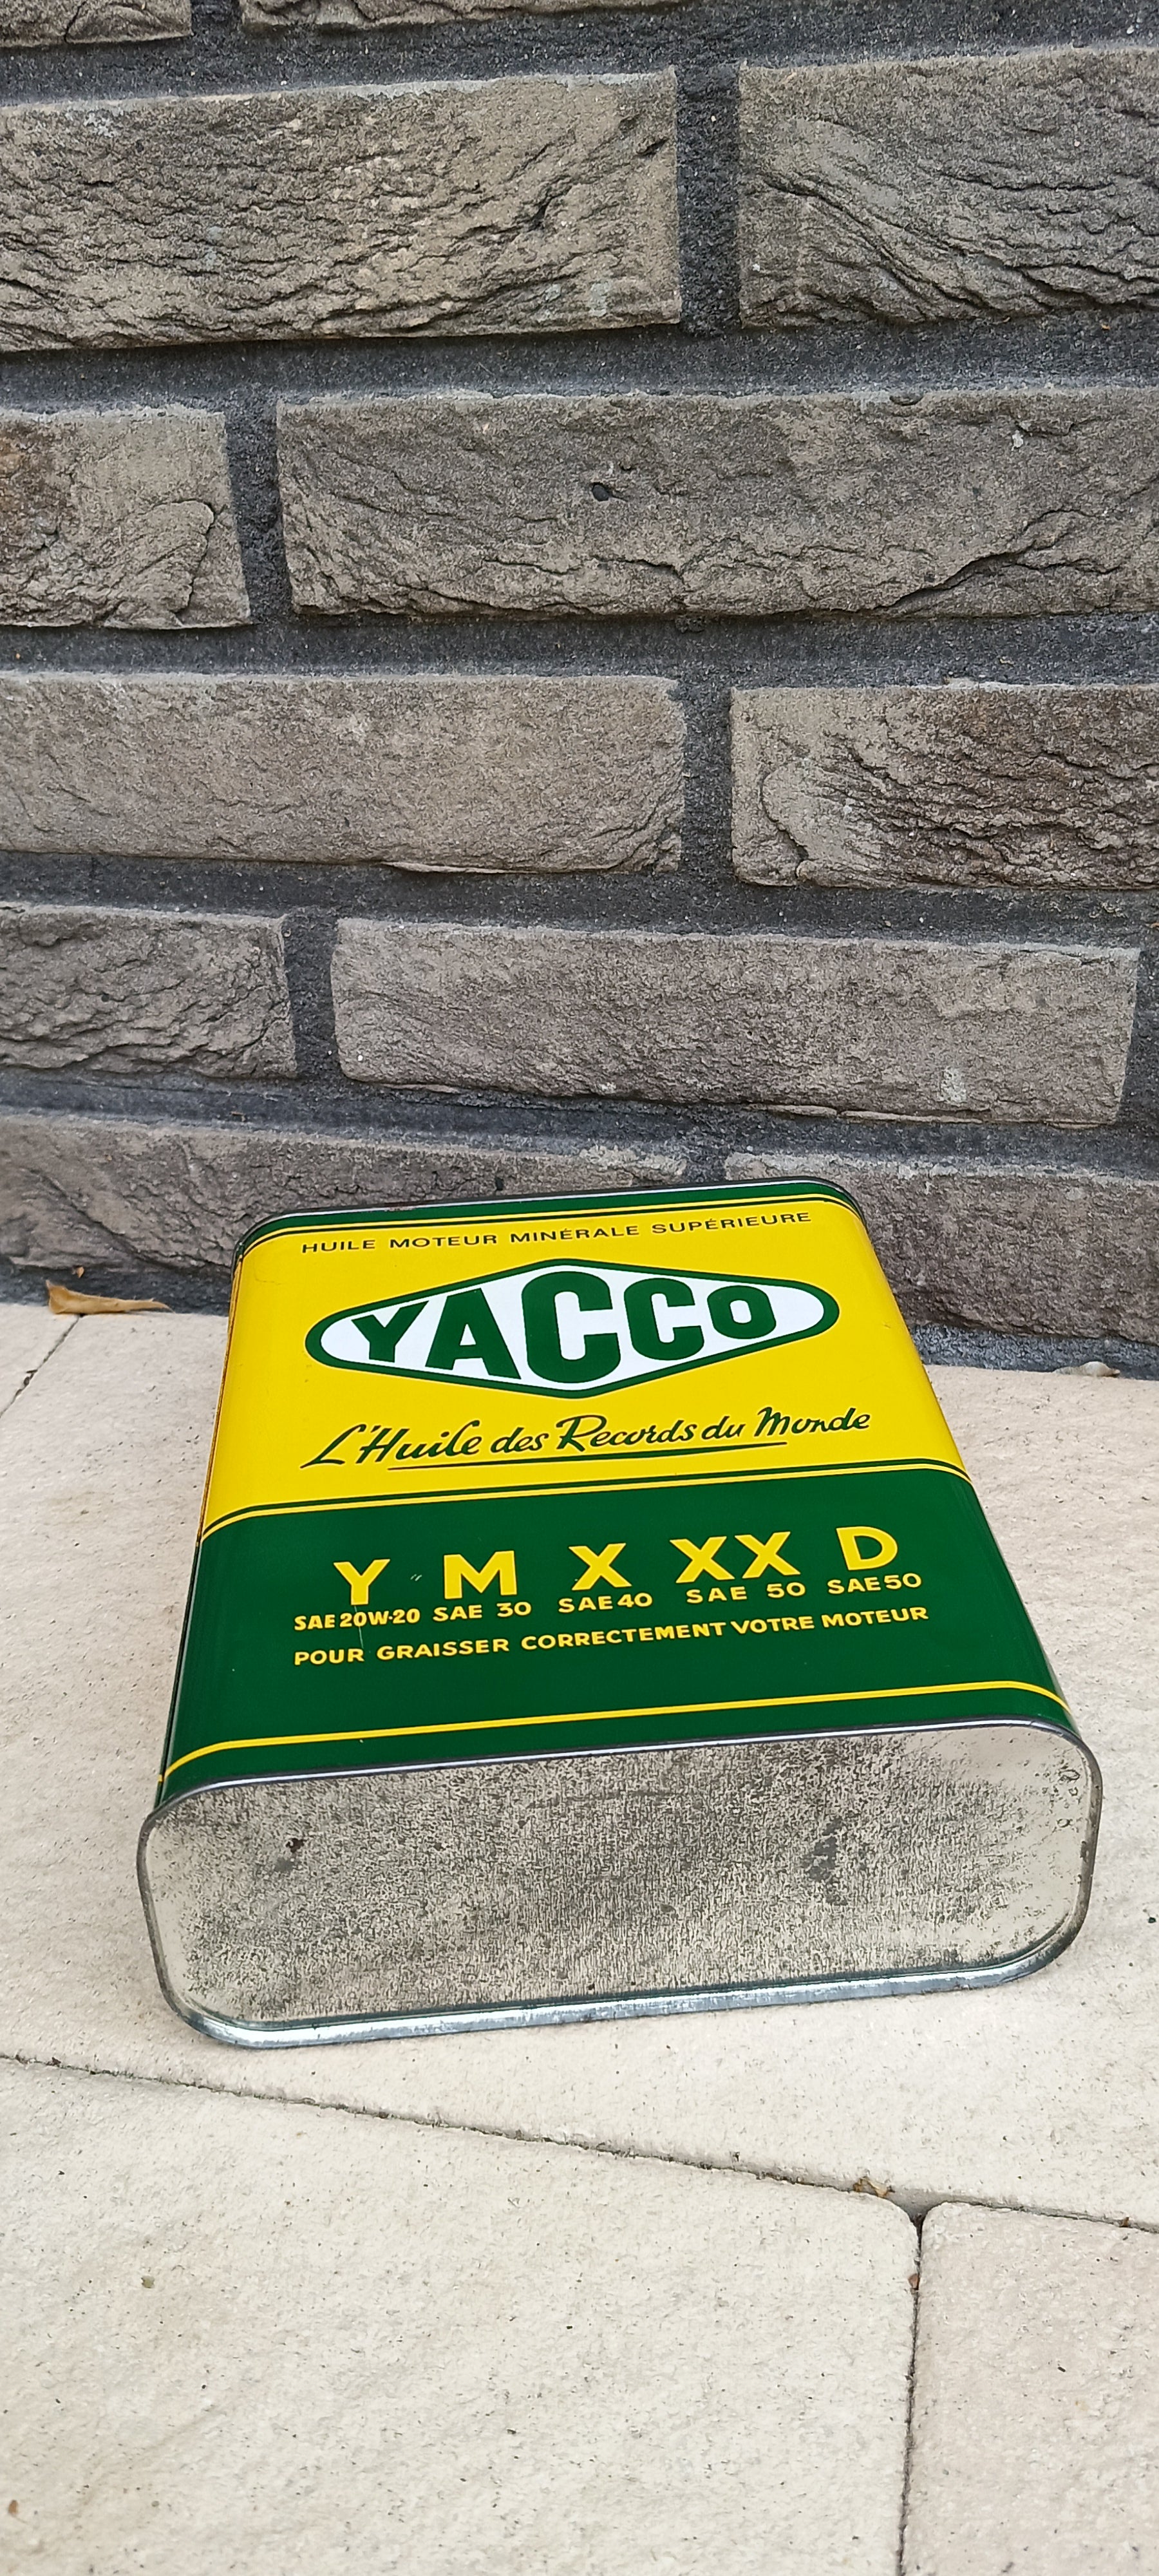 HUILE MOTEUR MINÉRALE SUPÉRIEURE
YACCO
L'Huile des Records du Monde
Y M X XX D
SAE 20W-20 SAE 30 SAE 40 SAE 50 SAE 50
POUR GRAISSER CORRECTEMENT VOTRE MOTEUR